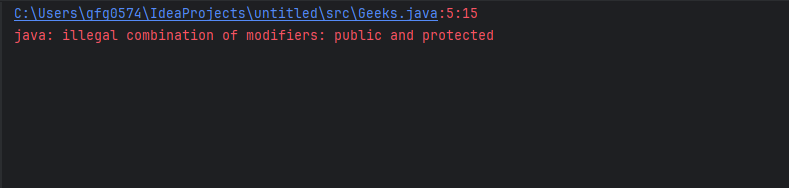 C:\Users\gfg0574\IdeaProjects\untitled\src\Geeks.java:5:15
java: illegal combination of modifiers: public and protected